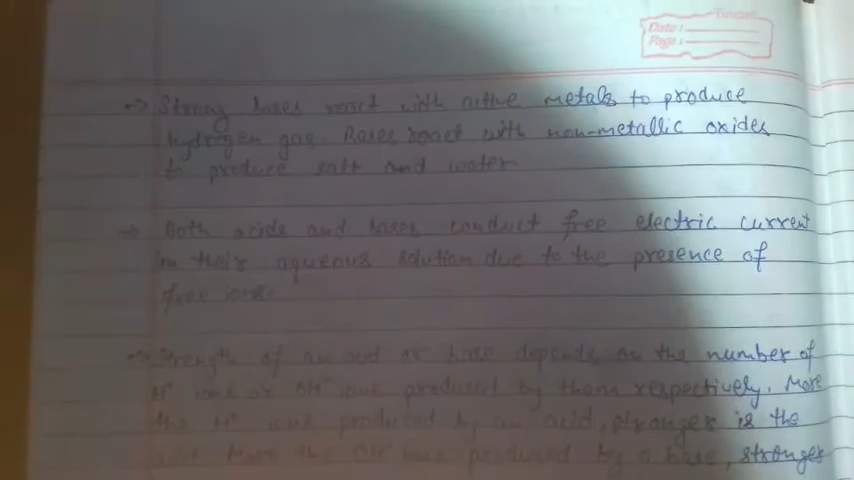 Tirupati
Date :
Page :
→ Strong bases react with active metals to produce
hydrogen gas. Bases react with non-metallic oxides
to produce salt and water.
→ Both acids and bases conduct free electric current
in their aqueous solution due to the presence of
free ions.
→ Strength of an acid or base depends on the number of
H⁺ ions or OH⁻ ions produced by them respectively. More
the H⁺ ions produced by an acid, stronger is the
acid. More the OH⁻ ions produced by a base, stronger